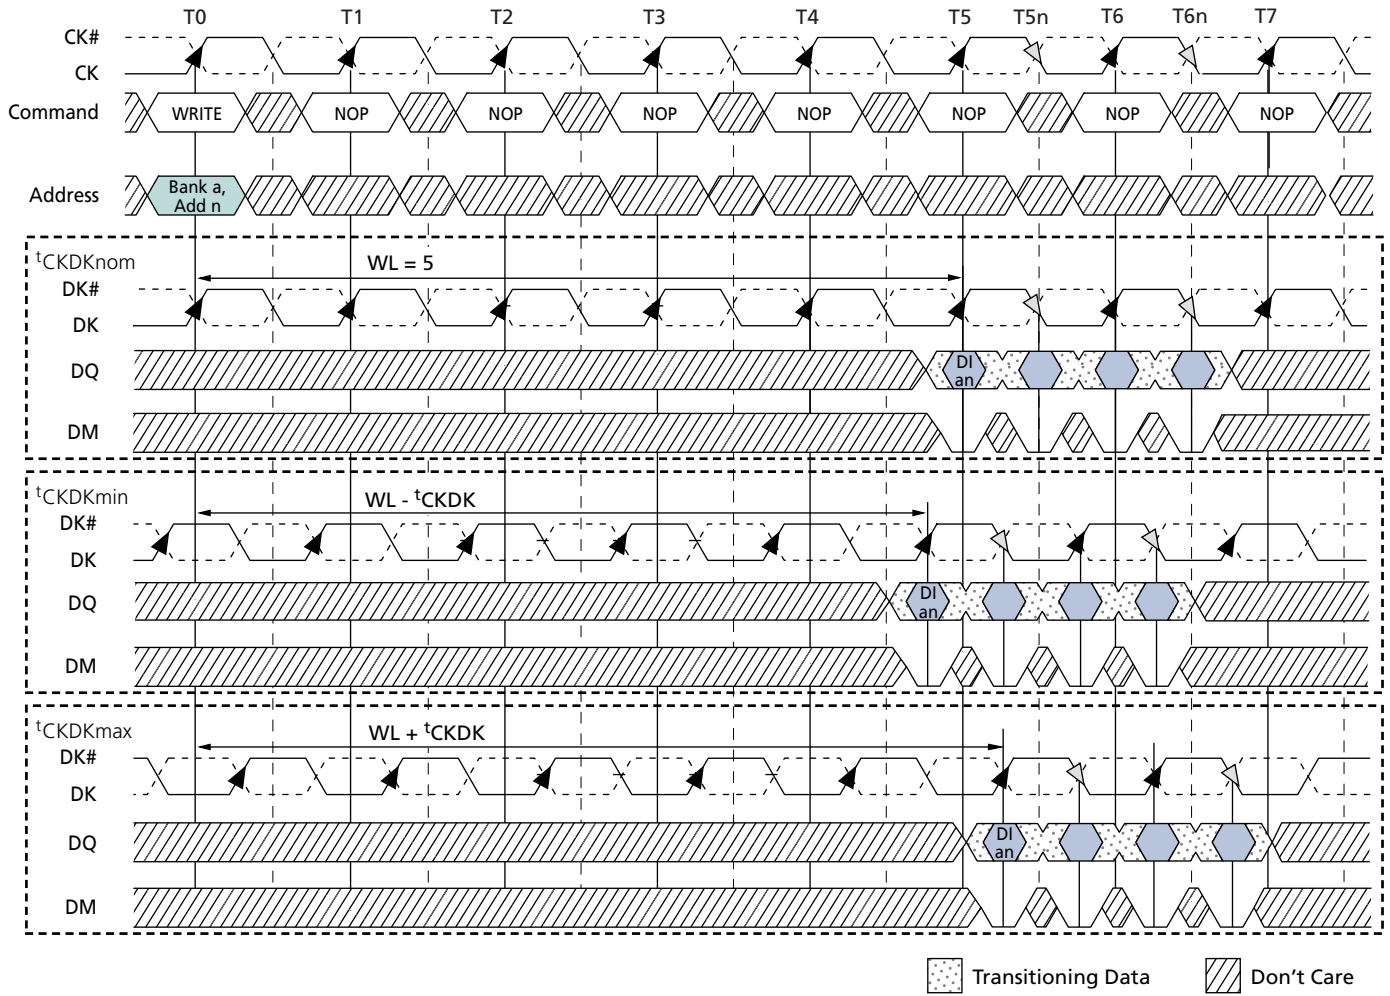 T0 T1 T2 T3 T4 T5 T5n T6 T6n T7
CK#
CK
Command WRITE NOP NOP NOP NOP NOP NOP NOP
Address Bank a,
Add n
tCKDKnom
WL = 5
DK#
DK
DQ DI
an
DM
tCKDKmin
WL - tCKDK
DK#
DK
DQ DI
an
DM
tCKDKmax
WL + tCKDK
DK#
DK
DQ DI
an
DM
Transitioning Data Don't Care